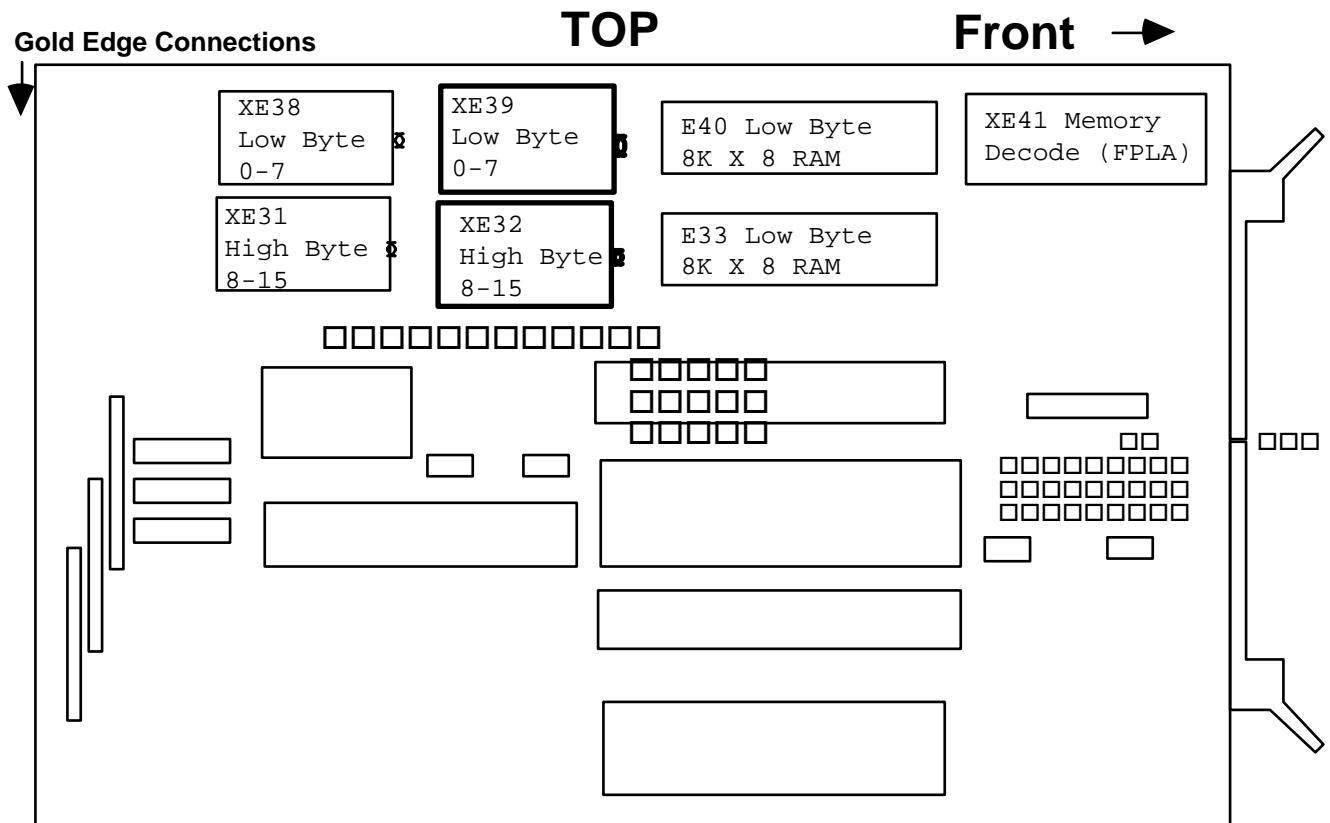 TOP
Front
Gold Edge Connections
XE38
Low Byte
0-7
XE39
Low Byte
0-7
E40 Low Byte
8K X 8 RAM
XE41 Memory
Decode (FPLA)
XE31
High Byte
8-15
XE32
High Byte
8-15
E33 Low Byte
8K X 8 RAM